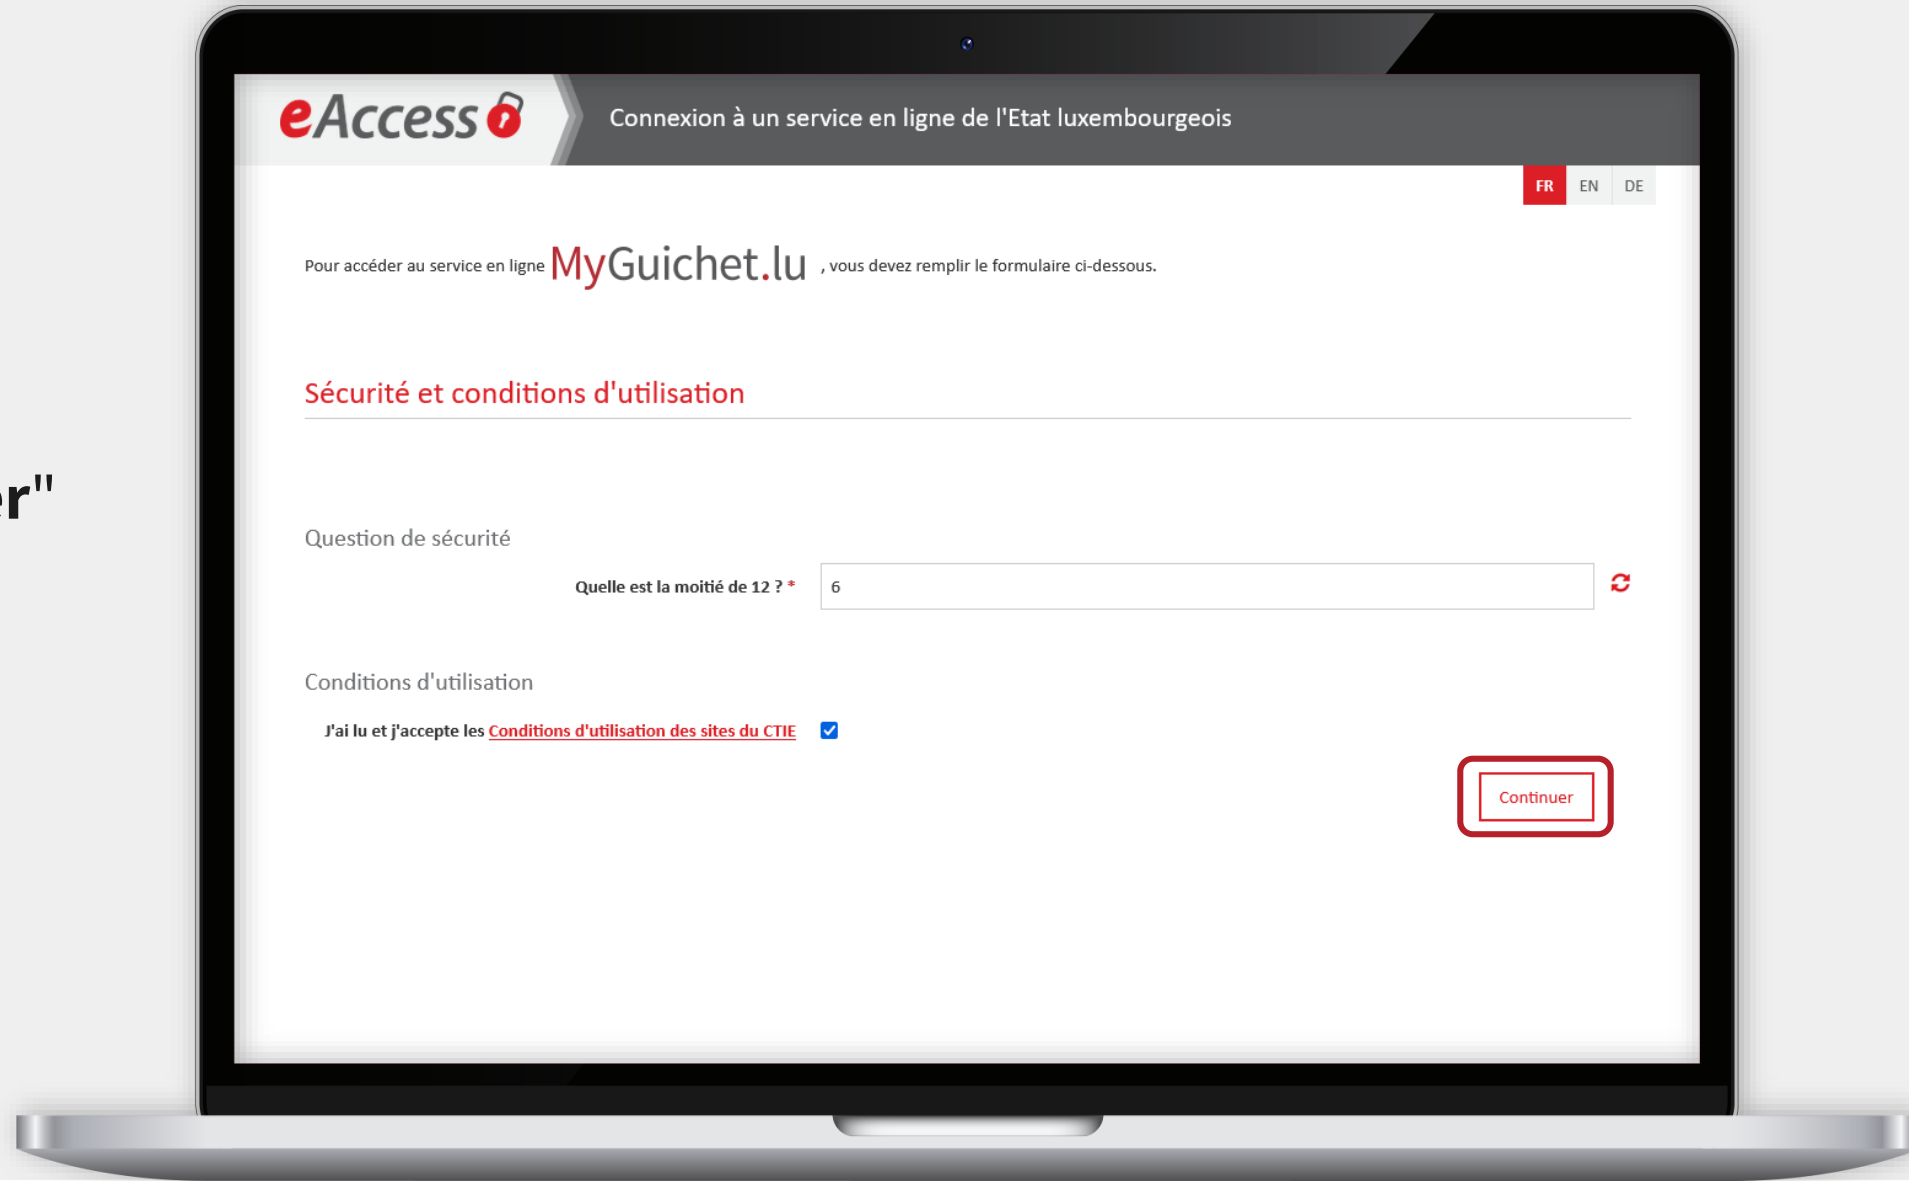 eAccess
Connexion à un service en ligne de l'Etat luxembourgeois
FR EN DE
Pour accéder au service en ligne MyGuichet.lu , vous devez remplir le formulaire ci-dessous.
Sécurité et conditions d'utilisation
er"
Question de sécurité
Quelle est la moitié de 12 ? * 6
Conditions d'utilisation
J'ai lu et j'accepte les Conditions d'utilisation des sites du CTIE
Continuer